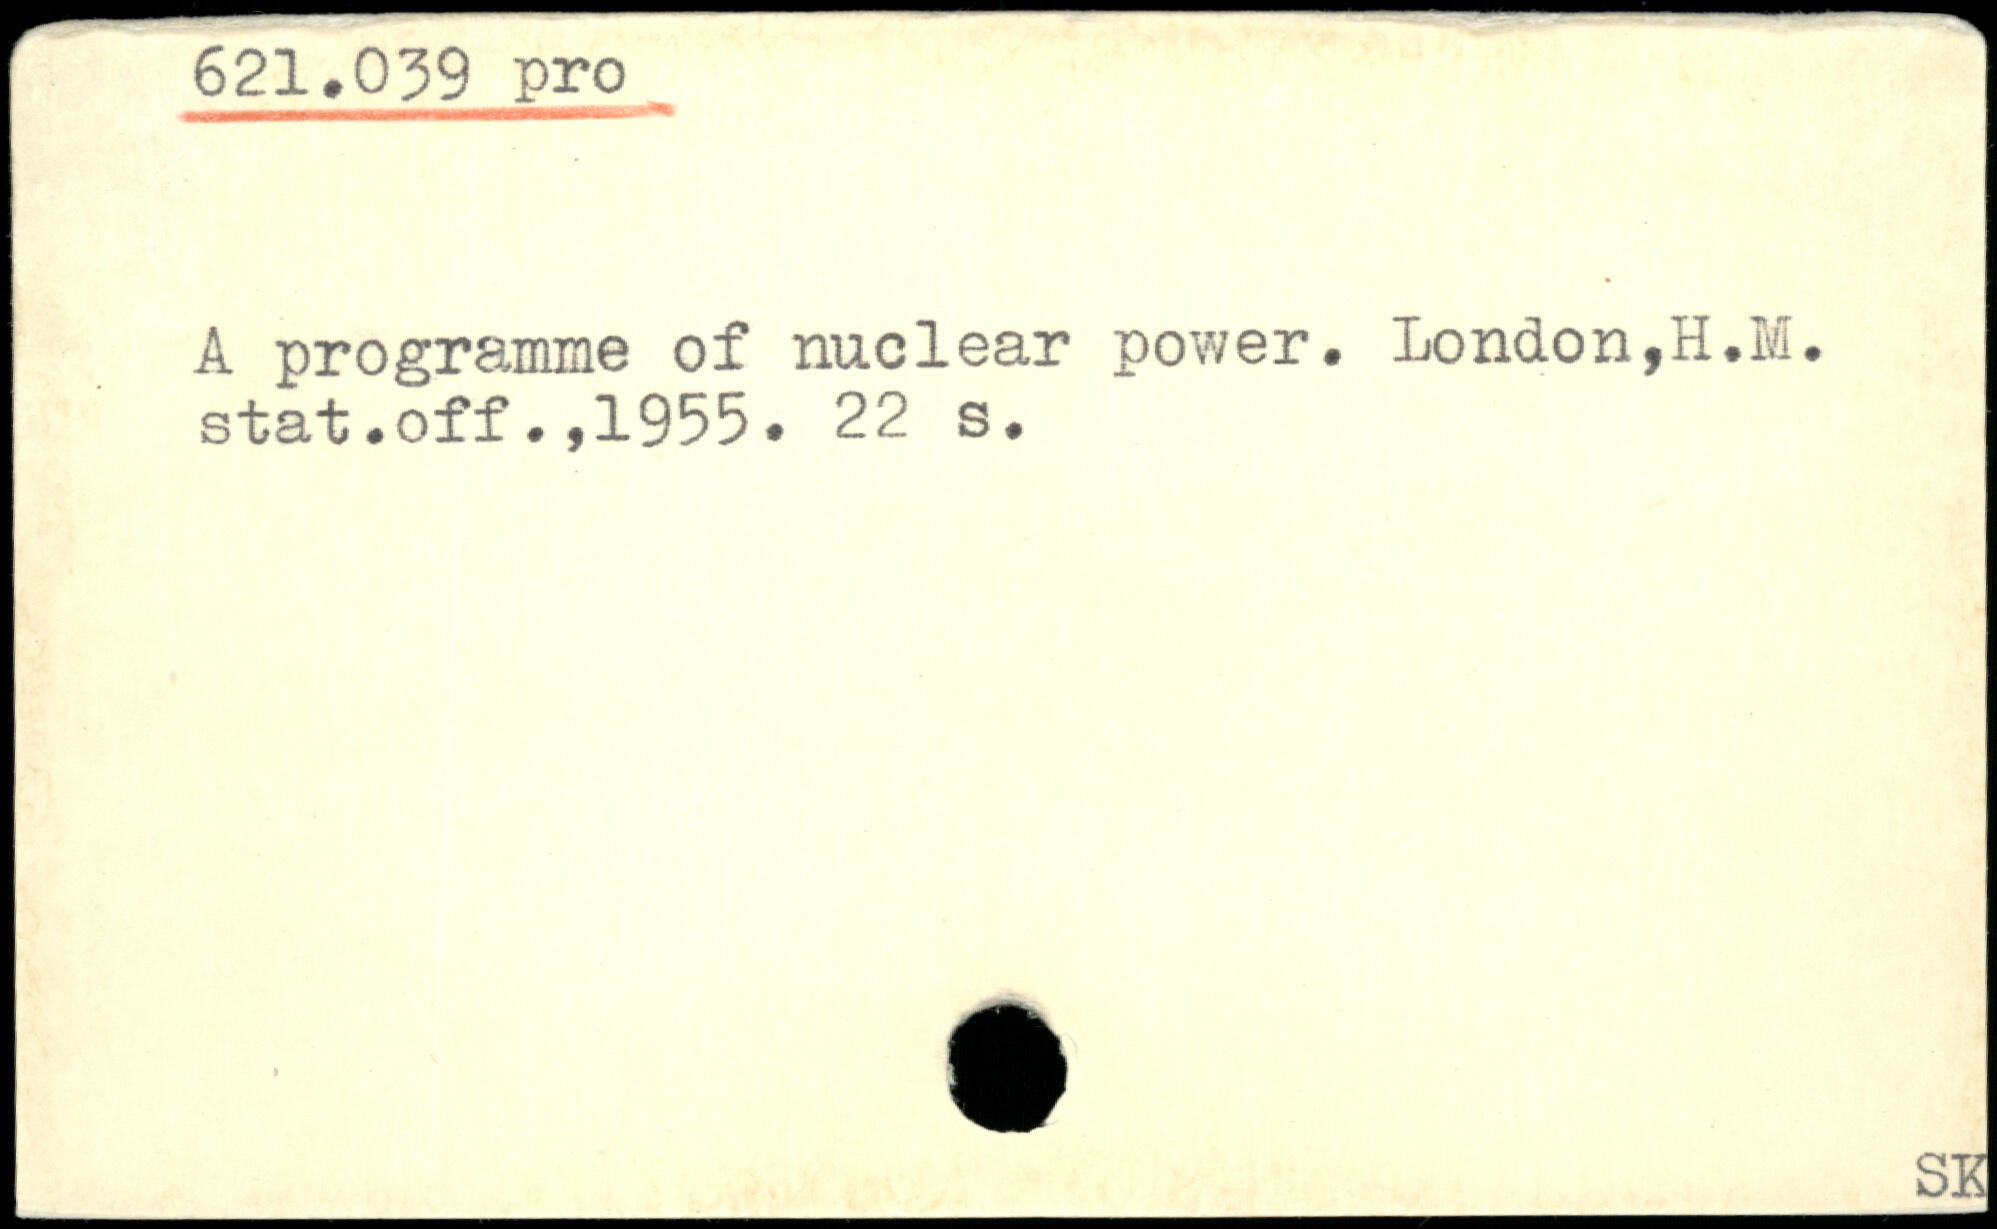 621.039 pro
A programme of nuclear power. London,H.M.
stat.off.,1955. 22 s.
SK